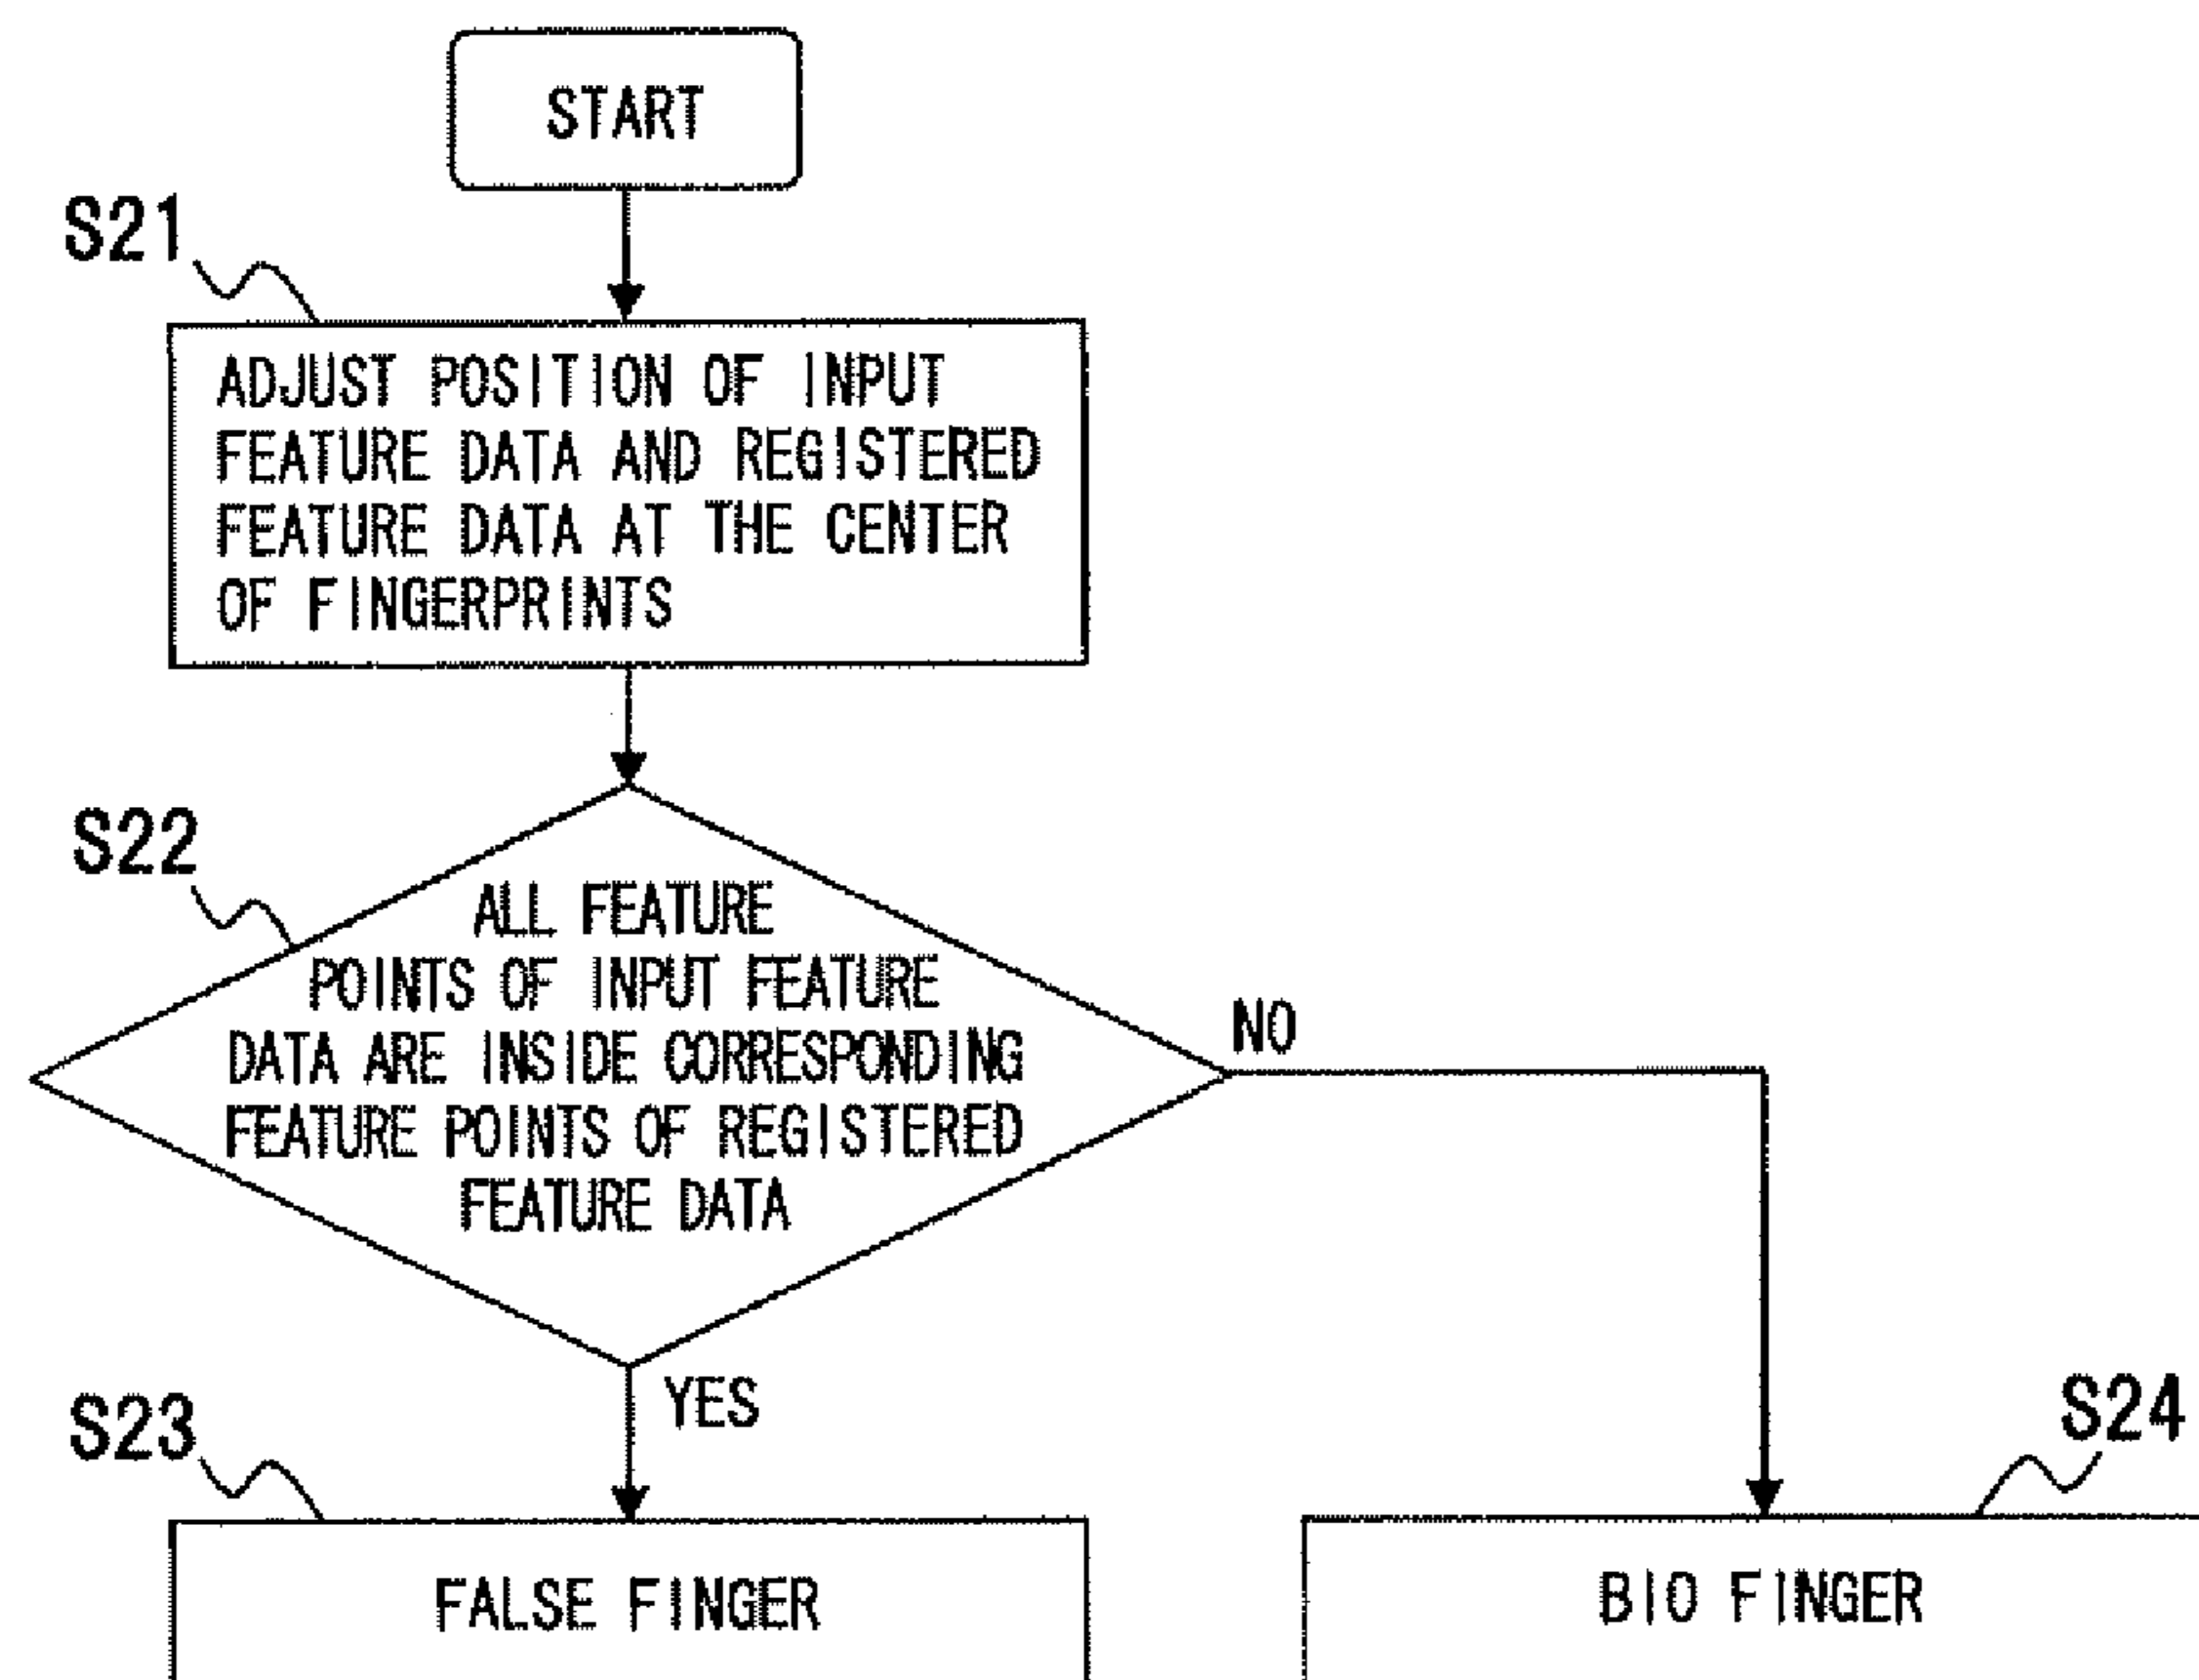 START
S21
ADJUST POSITION OF INPUT
FEATURE DATA AND REGISTERED
FEATURE DATA AT THE CENTER
OF FINGERPRINTS
S22
ALL FEATURE
POINTS OF INPUT FEATURE
DATA ARE INSIDE CORRESPONDING
FEATURE POINTS OF REGISTERED
FEATURE DATA
NO
YES
S23
S24
FALSE FINGER
BIO FINGER